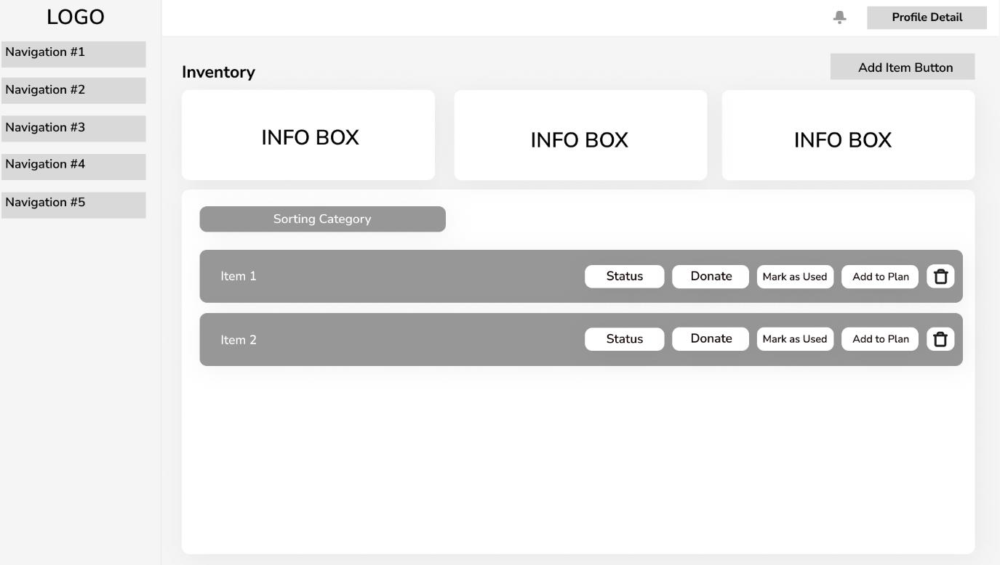 LOGO
Navigation #1
Navigation #2
Navigation #3
Navigation #4
Navigation #5
Profile Detail
Inventory
Add Item Button
INFO BOX
INFO BOX
INFO BOX
Sorting Category
Item 1
Status
Donate
Mark as Used
Add to Plan
Item 2
Status
Donate
Mark as Used
Add to Plan